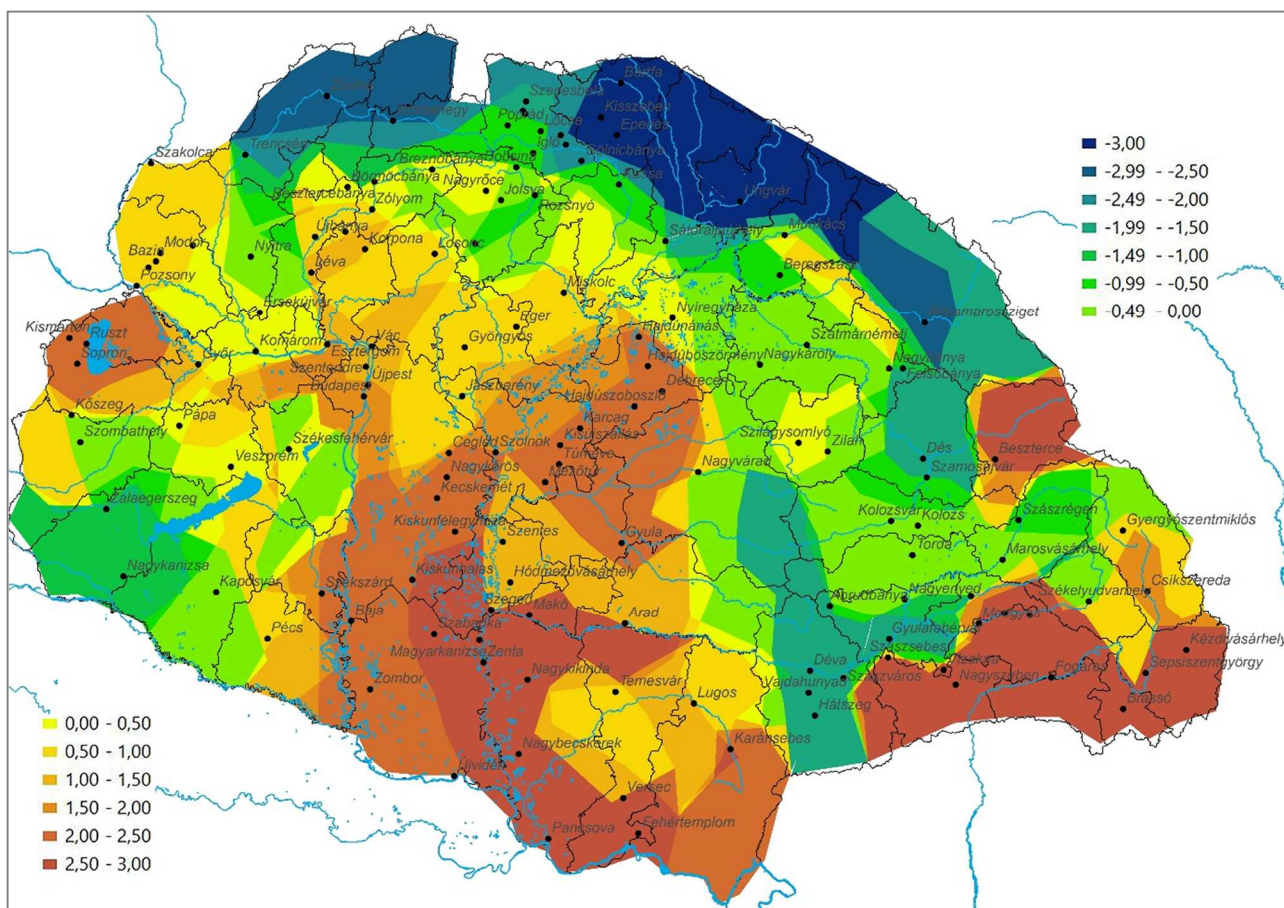 Bártfa
Szepesbéla
Kisszeben
Poprád
Lőcse
Eperjes
Igló
Trencsén
Szakolca
Breznóbánya
Dobsina
Gölnicbánya
Kassa
Körmöcbánya
Besztercebánya
Nagyrőce
Jolsva
Ungvár
Zólyom
Rozsnyó
Újbánya
Korpona
Losonc
Sátoraljaújhely
Munkács
Modor
Bazin
Nyitra
Léva
Beregszász
Pozsony
Miskolc
Érsekújvár
Nyíregyháza
Kismarton
Ruszt
Eger
Hajdúnánás
Sopron
Komárom
Vác
Gyöngyös
Szatmárnémeti
Győr
Esztergom
Hajdúböszörmény
Nagykároly
Nagybánya
Szentendre
Felsőbánya
Újpest
Budapest
Debrecen
Kőszeg
Jászberény
Hajdúszoboszló
Pápa
Karcag
Szombathely
Székesfehérvár
Cegléd
Szolnok
Kisújszállás
Szilágysomlyó
Zilah
Dés
Beszterce
Veszprém
Nagykőrös
Túrkeve
Mezőtúr
Nagyvárad
Szamosújvár
Kecskemét
Zalaegerszeg
Kolozsvár
Kolozs
Szászrégen
Kiskunfélegyháza
Szentes
Gyula
Gyergyószentmiklós
Torda
Marosvásárhely
Nagykanizsa
Kaposvár
Szekszárd
Kiskunhalas
Hódmezővásárhely
Csíkszereda
Székelyudvarhely
Abrudbánya
Nagyenyed
Szeged
Makó
Arad
Baja
Pécs
Szabadka
Gyulafehérvár
Szászsebes
Kézdivásárhely
Magyarkanizsa
Zenta
Zombor
Nagykikinda
Temesvár
Lugos
Déva
Vajdahunyad
Szászváros
Hátszeg
Nagyszeben
Fogaras
Sepsiszentgyörgy
Brassó
Nagybecskerek
Karánsebes
Újvidék
Versec
Pancsova
Fehértemplom
-3,00
-2,99 - -2,50
-2,49 - -2,00
-1,99 - -1,50
-1,49 - -1,00
-0,99 - -0,50
-0,49 - 0,00
0,00 - 0,50
0,50 - 1,00
1,00 - 1,50
1,50 - 2,00
2,00 - 2,50
2,50 - 3,00